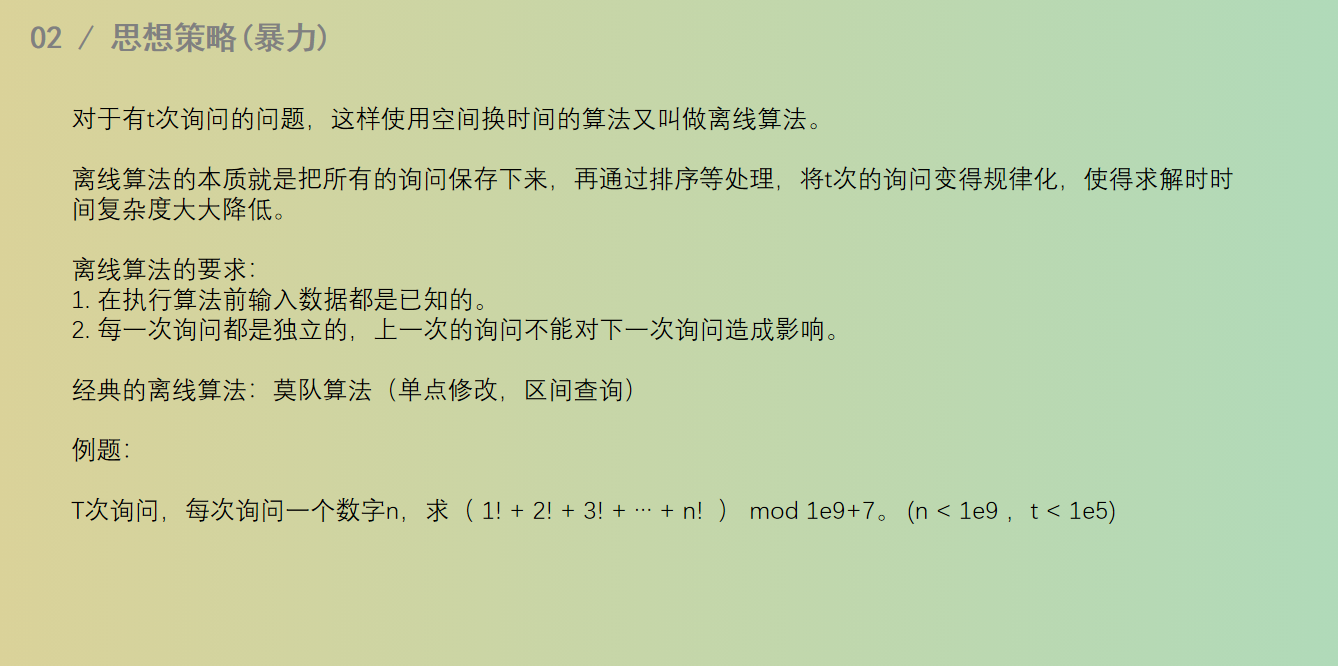 02 / 思想策略(暴力)
对于有t次询问的问题，这样使用空间换时间的算法又叫做离线算法。
离线算法的本质就是把所有的询问保存下来，再通过排序等处理，将t次的询问变得规律化，使得求解时时
间复杂度大大降低。
离线算法的要求：
1. 在执行算法前输入数据都是已知的。
2. 每一次询问都是独立的，上一次的询问不能对下一次询问造成影响。
经典的离线算法：莫队算法（单点修改，区间查询）
例题：
T次询问，每次询问一个数字n，求（ 1! + 2! + 3! + … + n! ） mod 1e9+7。 (n < 1e9 ，t < 1e5)